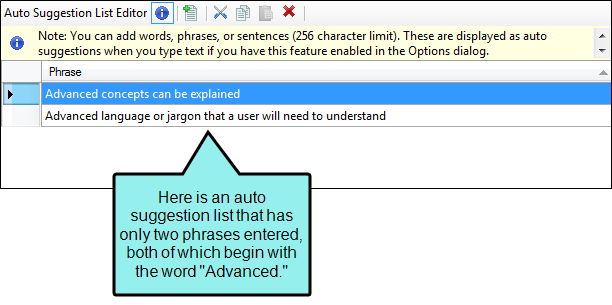 Auto Suggestion List Editor
Note: You can add words, phrases, or sentences (256 character limit). These are displayed as auto
suggestions when you type text if you have this feature enabled in the Options dialog.
Phrase
Advanced concepts can be explained
Advanced language or jargon that a user will need to understand
Here is an auto
suggestion list that has
only two phrases entered,
both of which begin with
the word "Advanced."